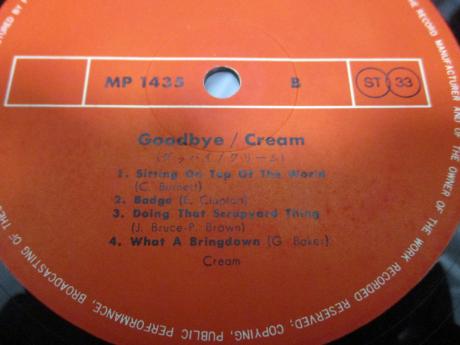 MP 1435 B ST 33
Goodbye / Cream
(グッバイ/クリーム)
1. Sitting On Top Of The World
(C. Burnett)
2. Badge (E. Clapton)
3. Doing That Scrapyard Thing
(J. Bruce-P. Brown)
4. What A Bringdown (G. Baker)
Cream
THE RECORD MANUFACTURER AND OF THE OWNER OF THE WORK RECORDED RESERVED; COPYING, PUBLIC PERFORMANCE, BROADCASTING OF THES